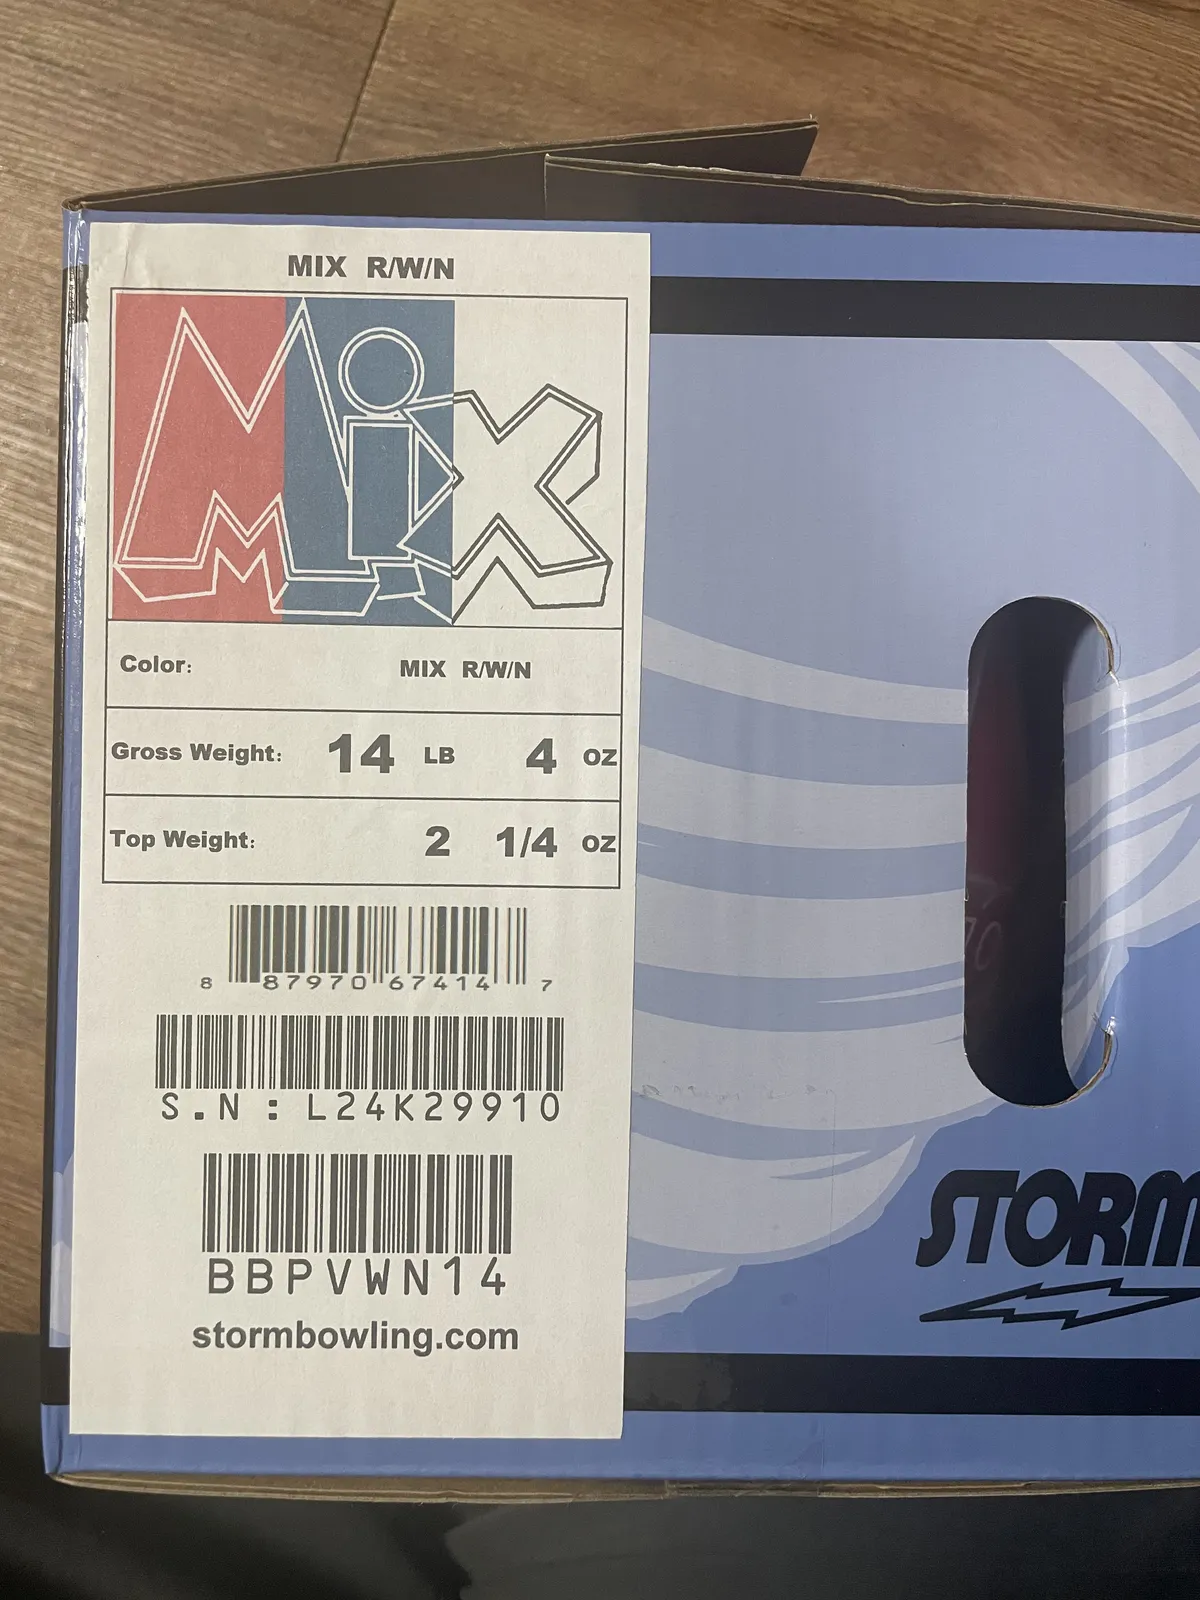 MIX R/W/N
MiX
Color: MIX R/W/N
Gross Weight: 14 LB 4 OZ
Top Weight: 2 1/4 OZ
8 87970 67414 7
S.N: L24K29910
BBPVWN14
stormbowling.com
STORM